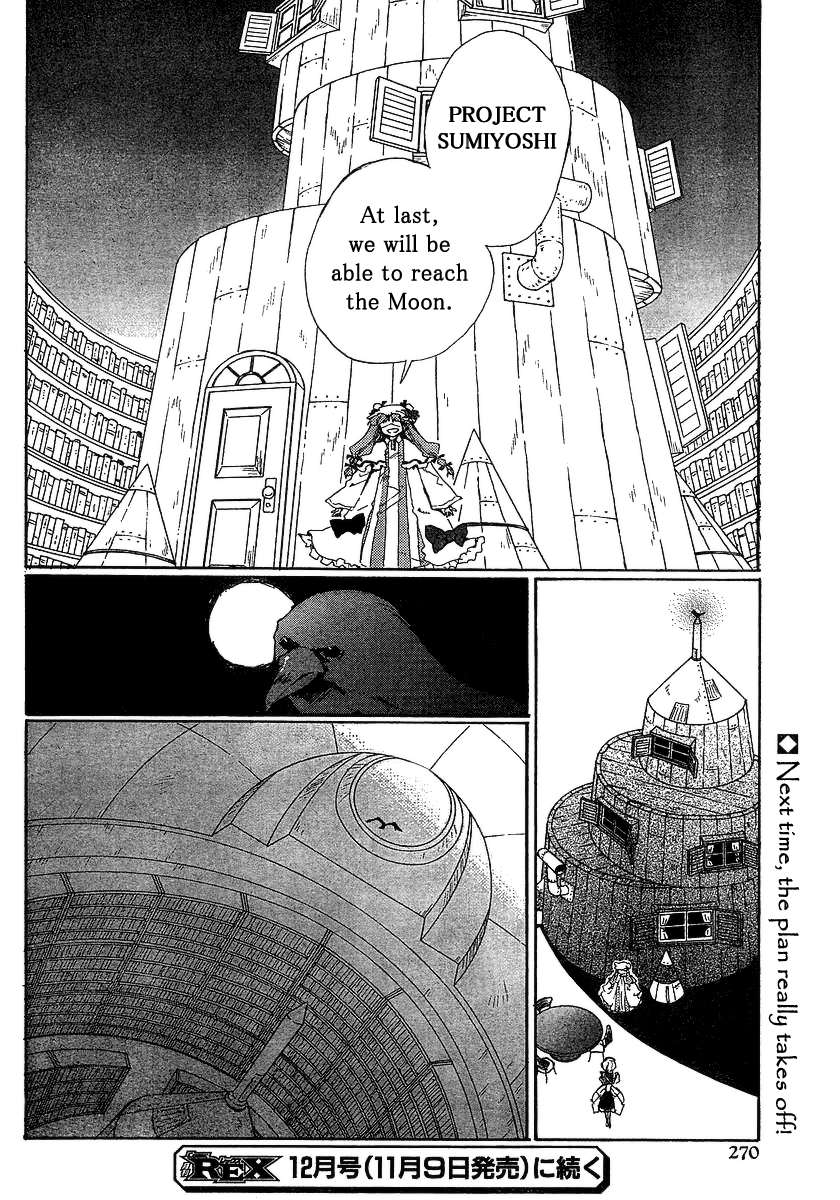 PROJECT
SUMIYOSHI
At last,
we will be
able to reach
the Moon.
◆ Next time, the plan really takes off!
270
REX 12月号(11月9日発売)に続く